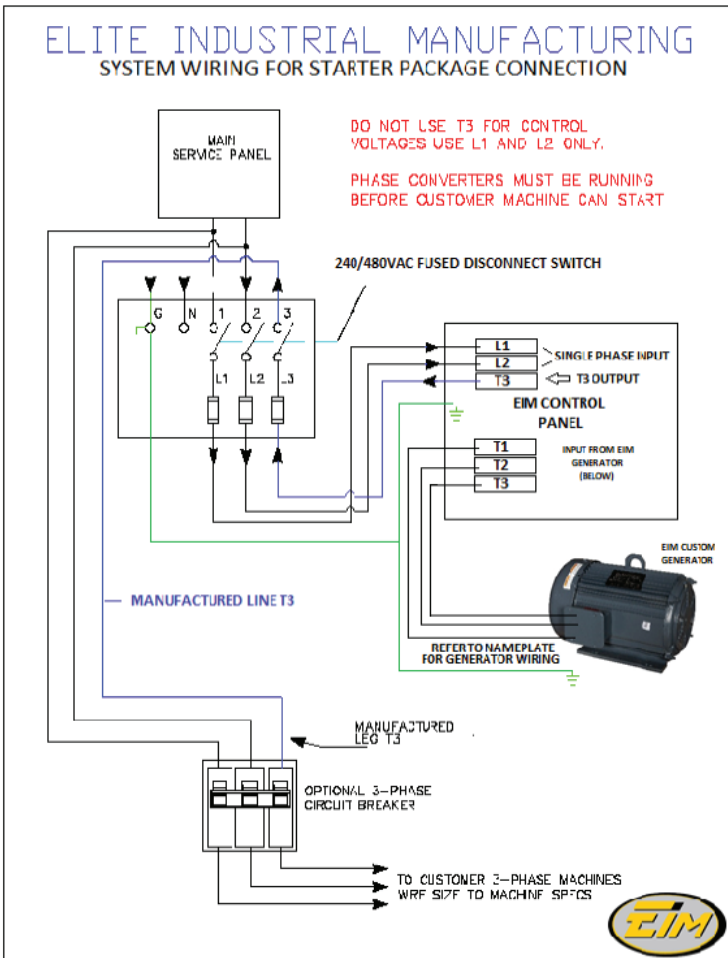 ELITE INDUSTRIAL MANUFACTURING
SYSTEM WIRING FOR STARTER PACKAGE CONNECTION
MAIN
SERVICE PANEL
DO NOT USE T3 FOR CONTROL
VOLTAGES USE L1 AND L2 ONLY.
PHASE CONVERTERS MUST BE RUNNING
BEFORE CUSTOMER MACHINE CAN START
240/480VAC FUSED DISCONNECT SWITCH
G N 1 2 3
L1 L2 L3
L1
L2
T3
SINGLE PHASE INPUT
T3 OUTPUT
EIM CONTROL
PANEL
T1
T2
T3
INPUT FROM EIM
GENERATOR
(BELOW)
EIM CUSTOM
GENERATOR
MANUFACTURED LINE T3
REFER TO NAMEPLATE
FOR GENERATOR WIRING
MANUFACTURED
LEG T3
OPTIONAL 3-PHASE
CIRCUIT BREAKER
TO CUSTOMER 3-PHASE MACHINES
WIRE SIZE TO MACHINE SPECS
EIM